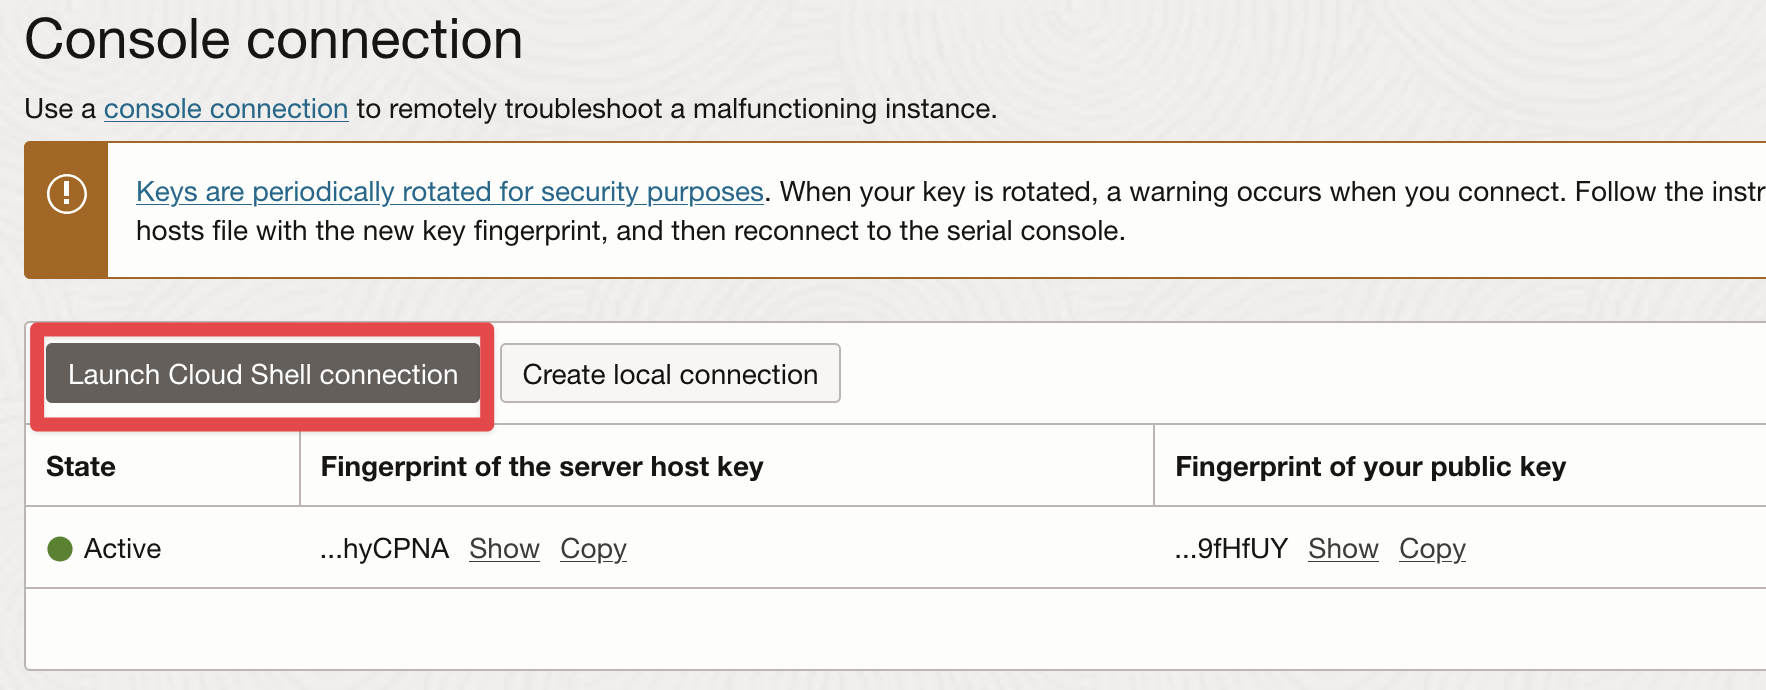 Console connection
Use a console connection to remotely troubleshoot a malfunctioning instance.
Keys are periodically rotated for security purposes. When your key is rotated, a warning occurs when you connect. Follow the
hosts file with the new key fingerprint, and then reconnect to the serial console.
Launch Cloud Shell connection Create local connection
State Fingerprint of the server host key Fingerprint of your public key
Active ...hyCPNA Show Copy ...9fHfUY Show Copy